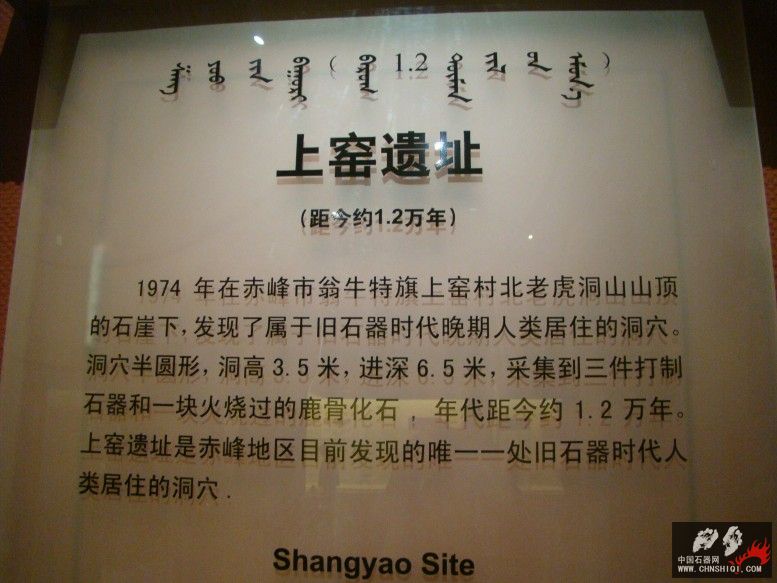 ( 1.2 )
上窑遗址
(距今约1.2万年)
1974 年在赤峰市翁牛特旗上窑村北老虎洞山山顶
的石崖下，发现了属于旧石器时代晚期人类居住的洞穴。
洞穴半圆形，洞高 3.5 米，进深 6.5 米，采集到三件打制
石器和一块火烧过的鹿骨化石，年代距今约 1.2 万年。
上窑遗址是赤峰地区目前发现的唯一一处旧石器时代人
类居住的洞穴.
Shangyao Site
中国石器网
WWW.CHNSHIQI.COM